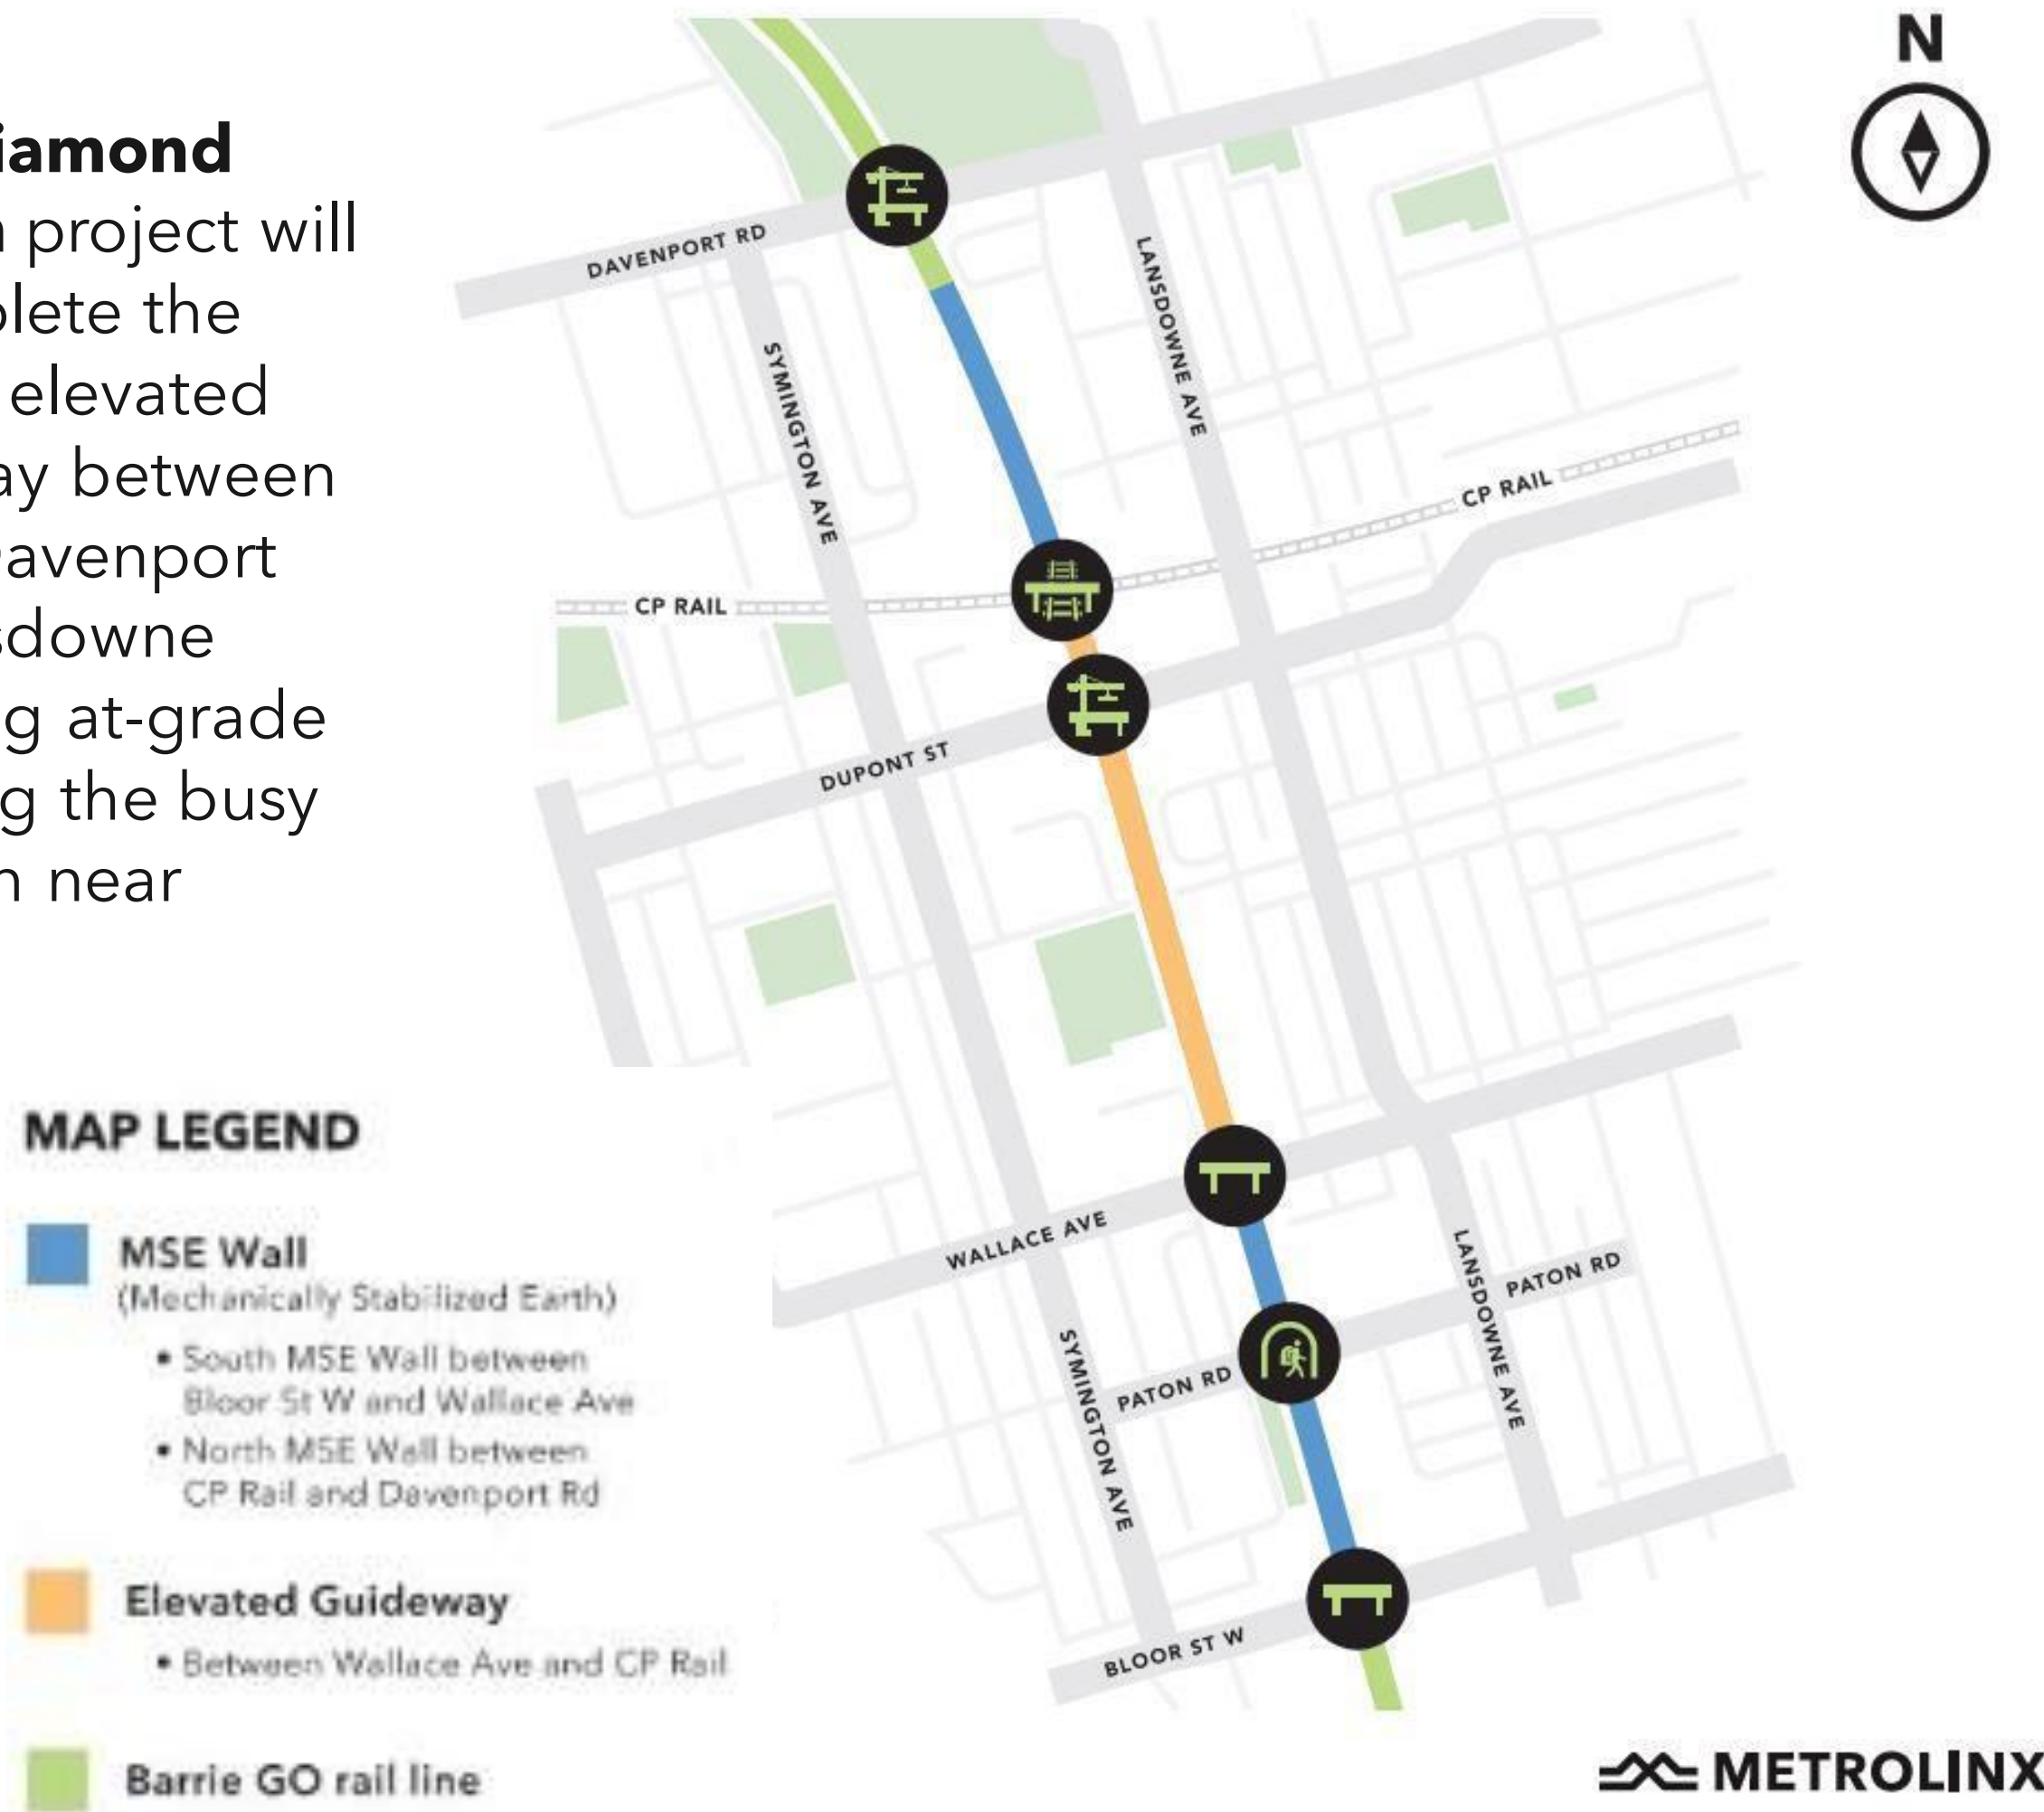 iamond
project will
plete the
elevated
ay between
avenport
sdowne
g at-grade
g the busy
n near
N
DAVENPORT RD
LANSDOWNE AVE
SYMINGTON AVE
CP RAIL
CP RAIL
DUPONT ST
WALLACE AVE
LANSDOWNE AVE
PATON RD
PATON RD
SYMINGTON AVE
BLOOR ST W
MAP LEGEND
MSE Wall
(Mechanically Stabilized Earth)
• South MSE Wall between
Bloor St W and Wallace Ave
• North MSE Wall between
CP Rail and Davenport Rd
Elevated Guideway
• Between Wallace Ave and CP Rail
Barrie GO rail line
METROLINX